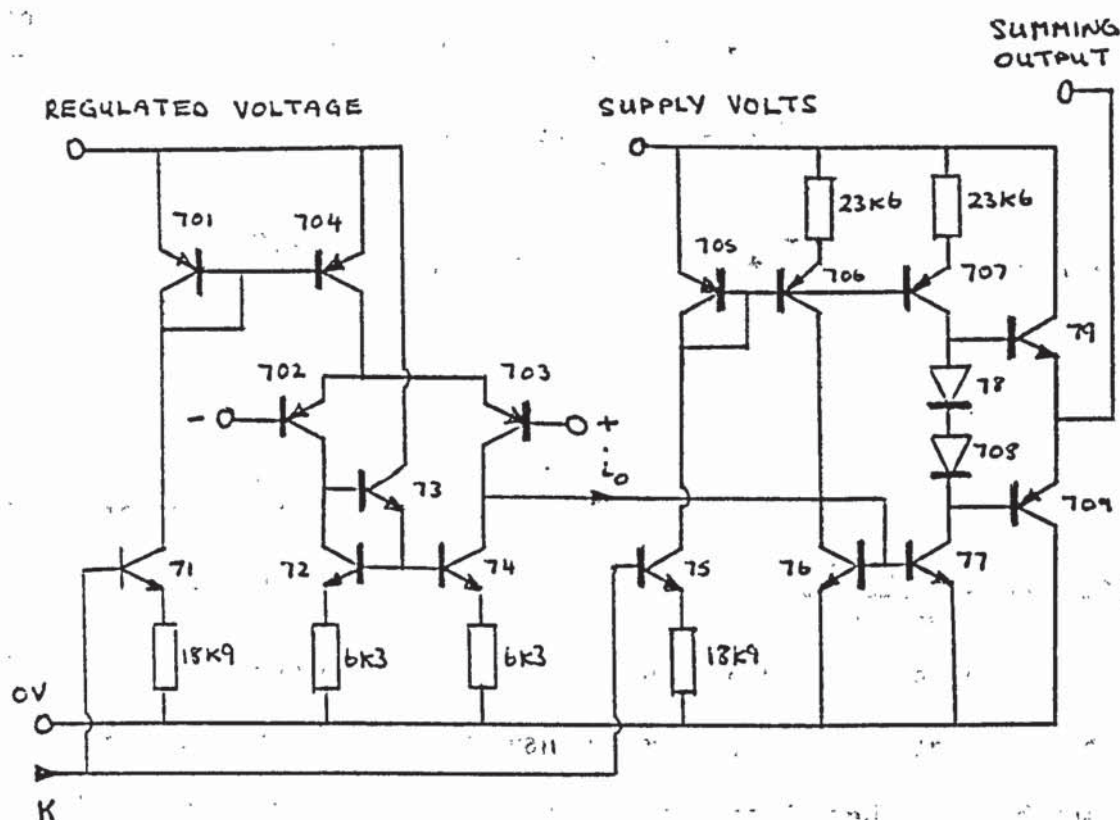 SUMMING
OUTPUT
REGULATED VOLTAGE
SUPPLY VOLTS
701
704
23K6
23K6
705
706
707
79
702
703
-
+
78
i₀
73
708
709
71
72
74
75
76
77
18K9
6K3
6K3
18K9
0V
K